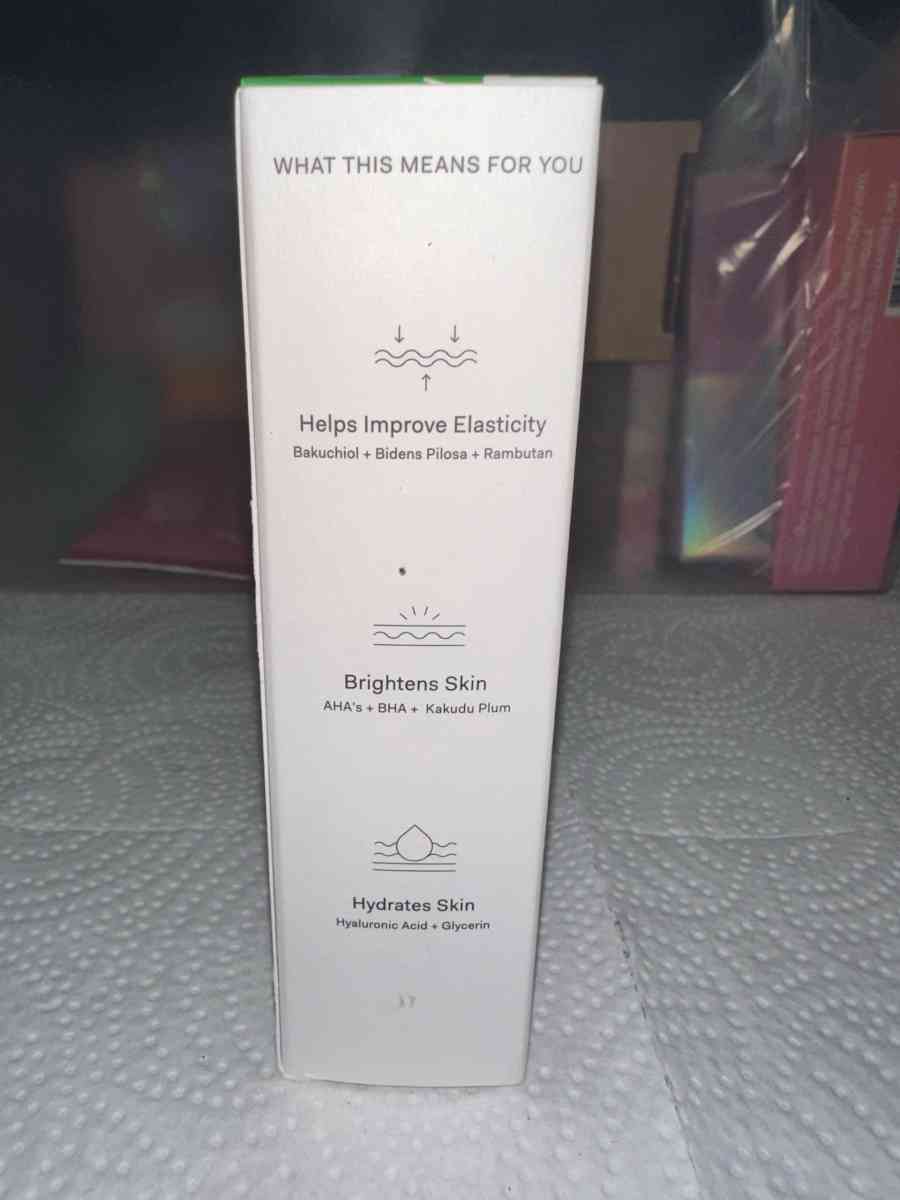 WHAT THIS MEANS FOR YOU
Helps Improve Elasticity
Bakuchiol + Bidens Pilosa + Rambutan
Brightens Skin
AHA's + BHA + Kakudu Plum
Hydrates Skin
Hyaluronic Acid + Glycerin